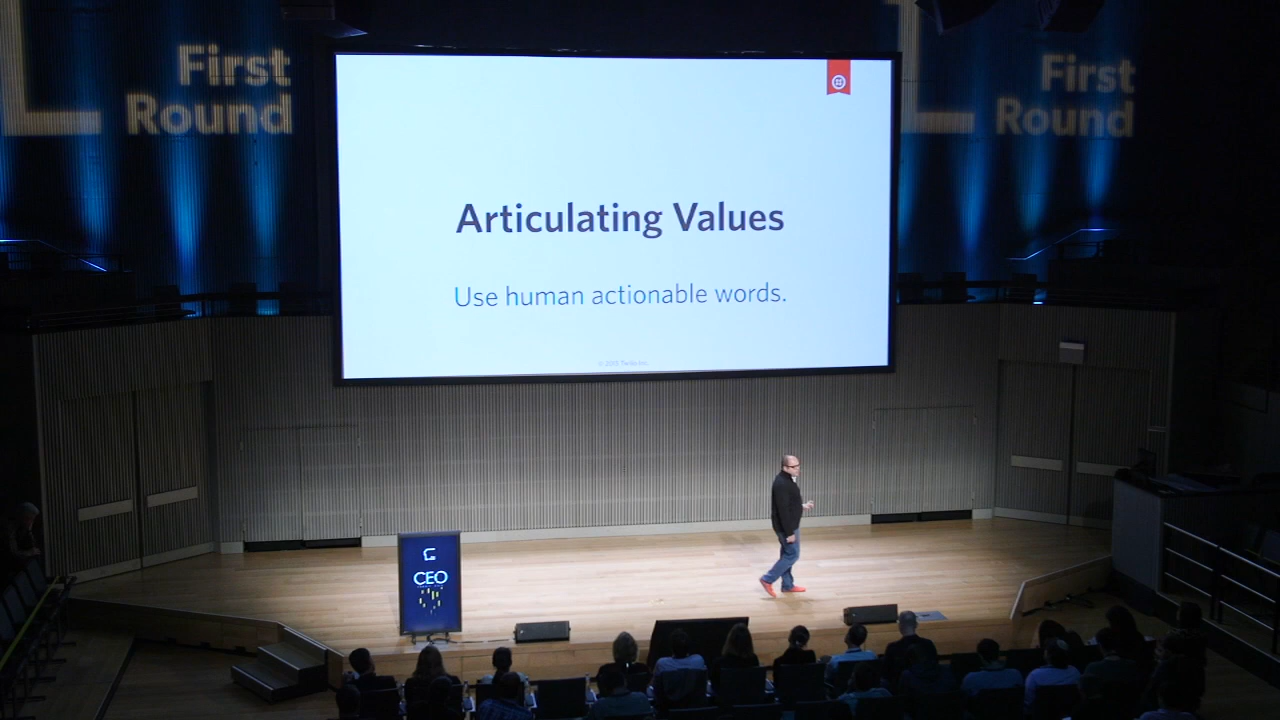 First
Round
First
Round
Articulating Values
Use human actionable words.
CEO